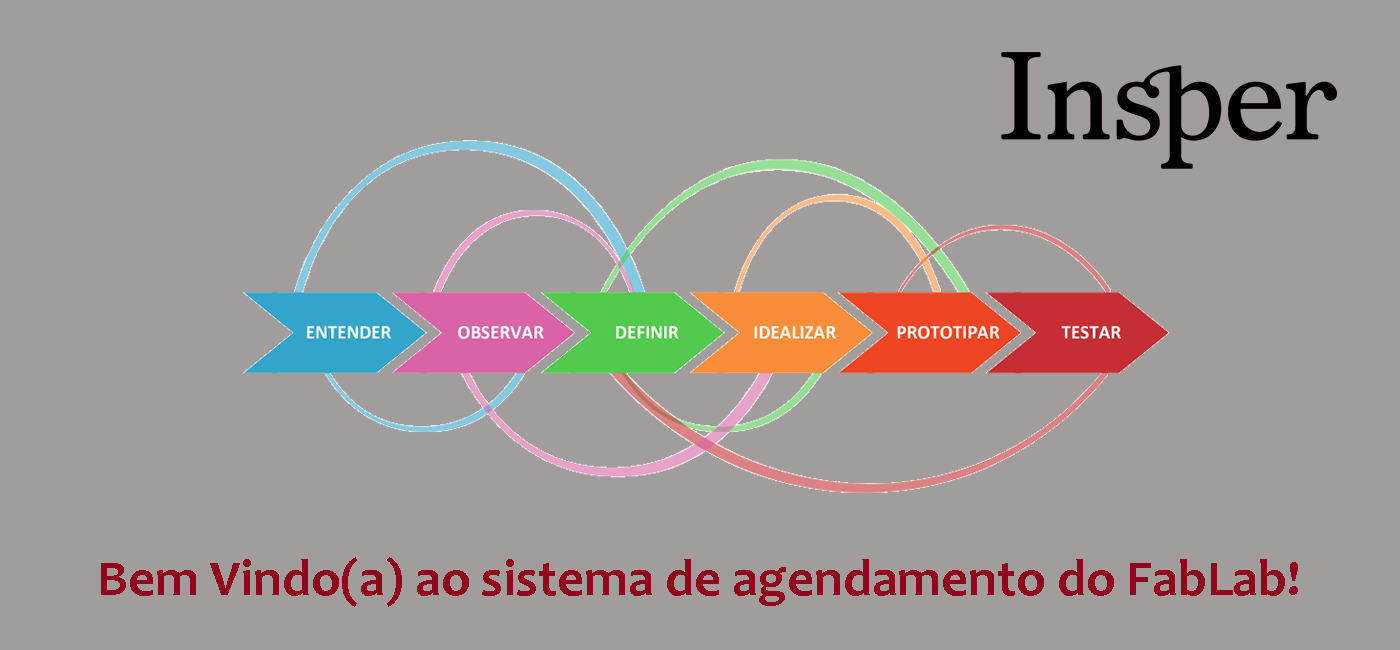 Insper
ENTENDER OBSERVAR DEFINIR IDEALIZAR PROTOTIPAR TESTAR
Bem Vindo(a) ao sistema de agendamento do FabLab!